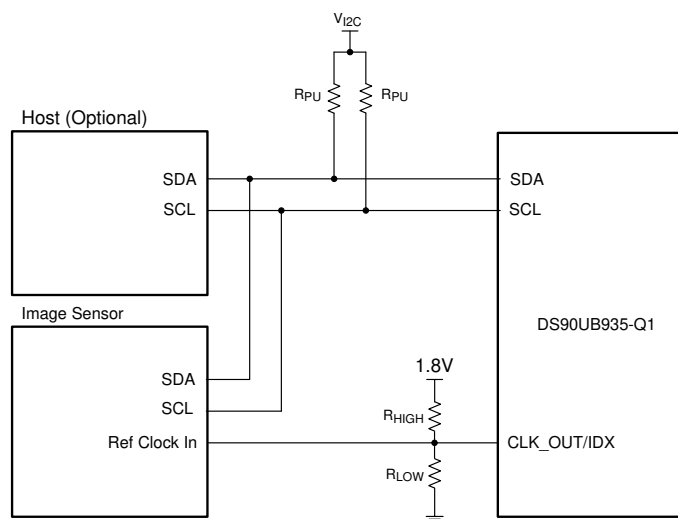 V_I2C
R_PU R_PU
Host (Optional)
SDA SDA
SCL SCL
Image Sensor
DS90UB935-Q1
1.8V
SDA
SCL
R_HIGH
Ref Clock In CLK_OUT/IDX
R_LOW